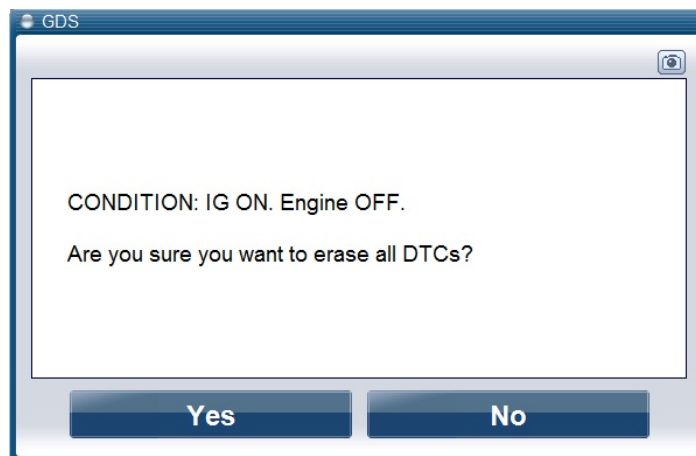 GDS
CONDITION: IG ON. Engine OFF.
Are you sure you want to erase all DTCs?
Yes No